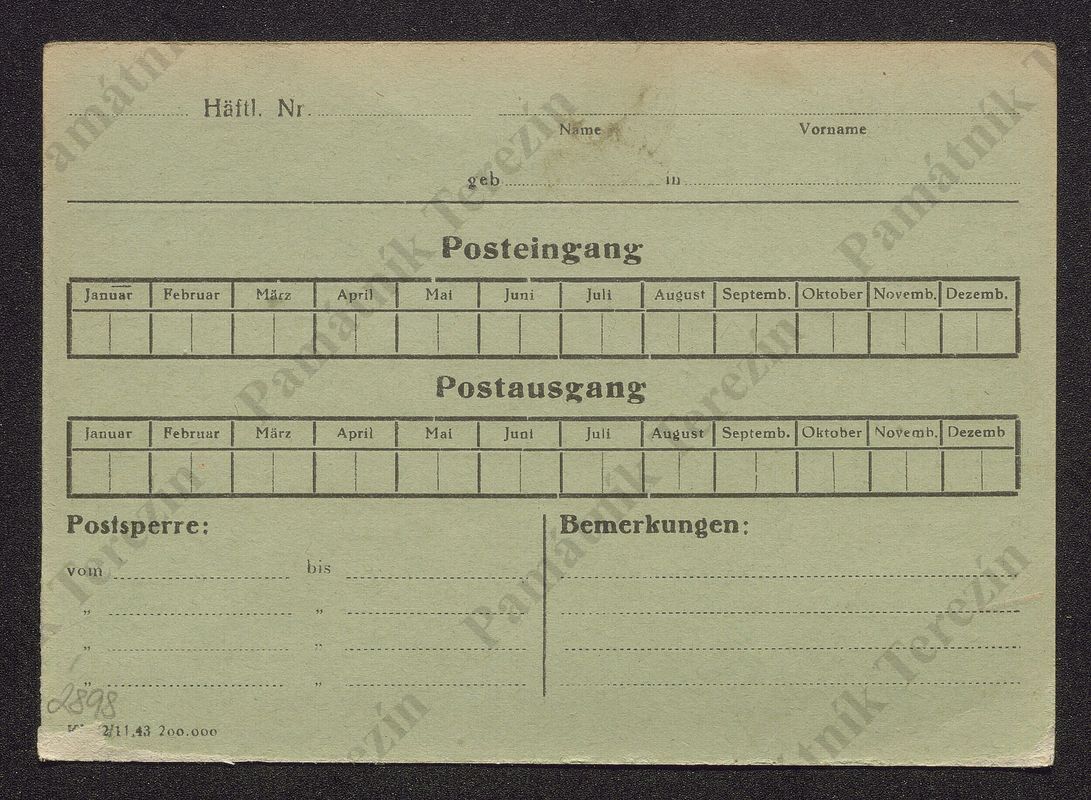 Häftl. Nr.
Name Vorname
geb. in
Posteingang
Januar Februar März April Mai Juni Juli August Septemb. Oktober Novemb. Dezemb.
Postausgang
Januar Februar März April Mai Juni Juli August Septemb. Oktober Novemb. Dezemb
Postsperre:
Bemerkungen:
vom bis
„ „
„ „
„ „
2898
2/11.43 200.000
Památník Terezín